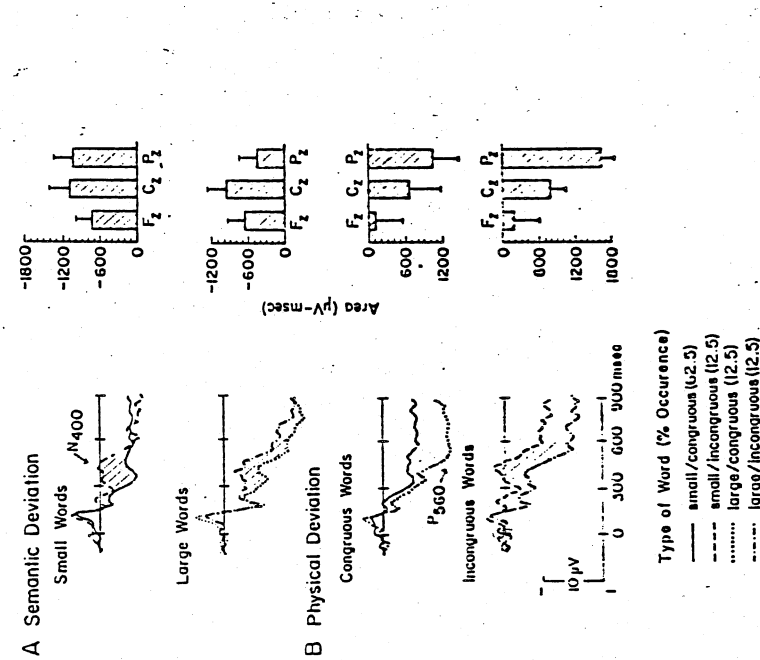 A Semantic Deviation
Small Words
N400
-1800
-1200
-600
0
Fz Cz Pz
Large Words
-1200
-600
0
Fz Cz Pz
Area (μV-msec)
B Physical Deviation
Congruous Words
P560
0
600
1200
Fz Cz Pz
Incongruous Words
0
600
1200
1800
Fz Cz Pz
-
10 μV
0 300 600 900 msec
Type of Word (% Occurence)
small/congruous (62.5)
small/incongruous (12.5)
large/congruous (12.5)
large/incongruous (12.5)